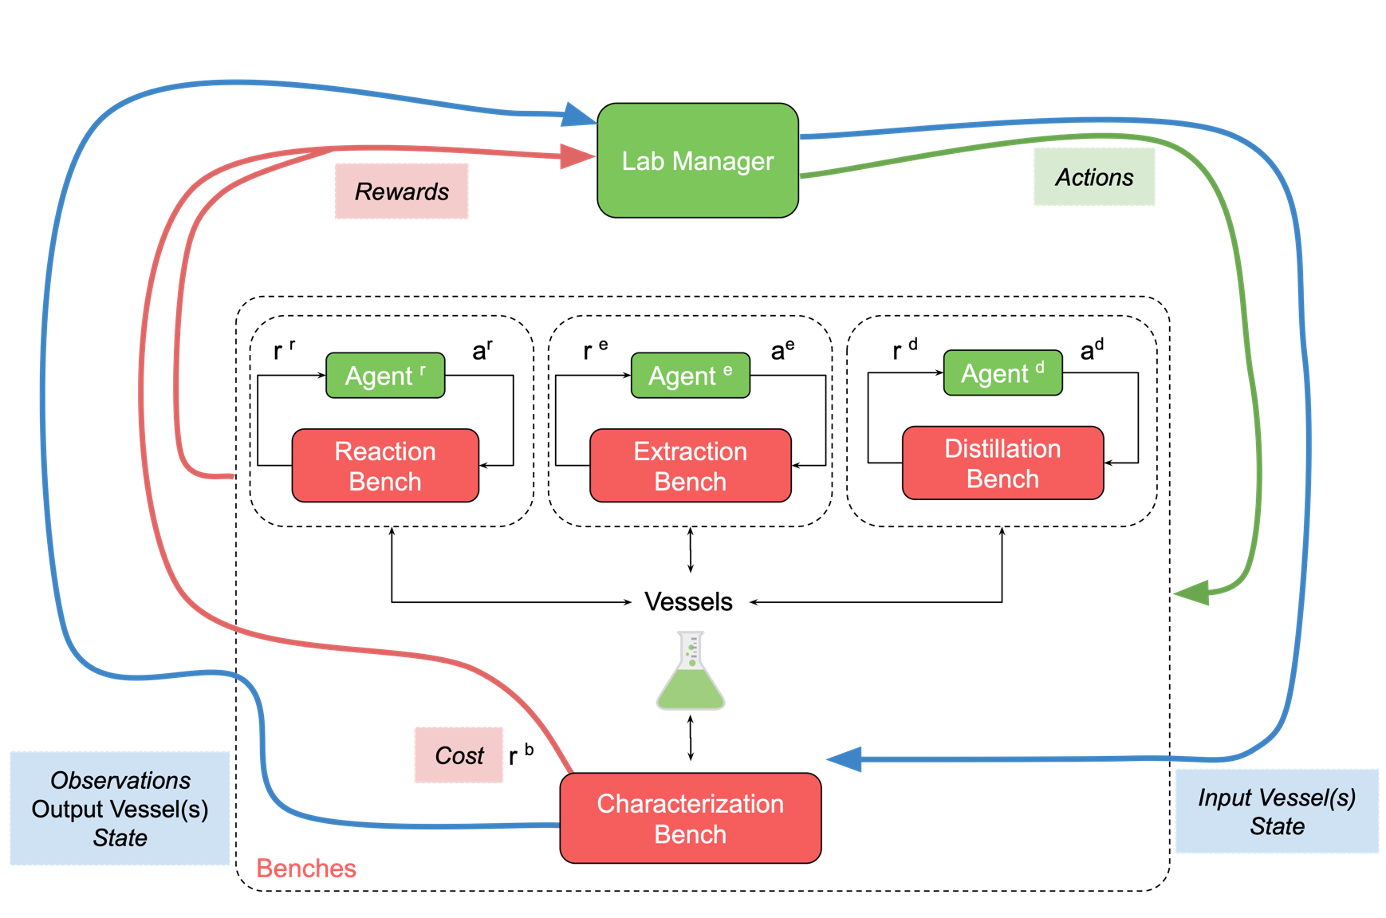 Lab Manager
Rewards
Actions
r r
Agent r
a r
Reaction
Bench
r e
Agent e
a e
Extraction
Bench
r d
Agent d
a d
Distillation
Bench
Vessels
Cost
r b
Characterization
Bench
Observations
Output Vessel(s)
State
Input Vessel(s)
State
Benches